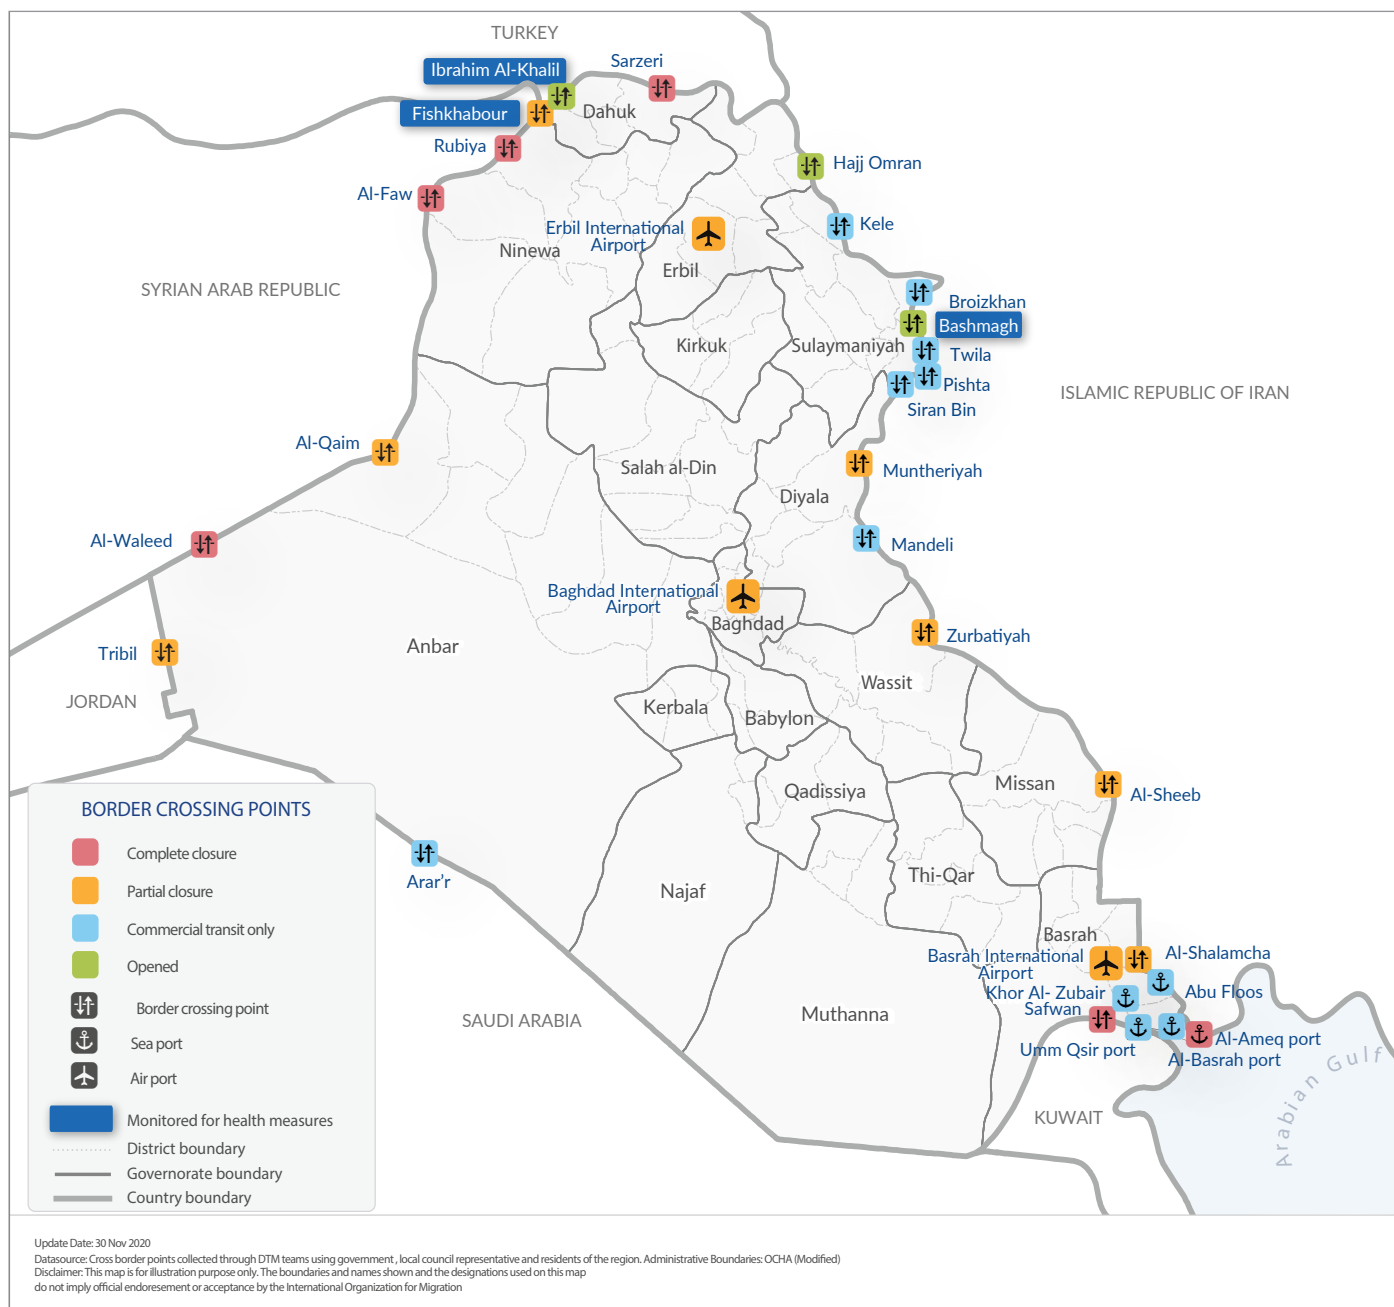 TURKEY
Ibrahim Al-Khalil
Sarzeri
Fishkhabour
Dahuk
Rubiya
Hajj Omran
Al-Faw
Kele
Erbil International
Airport
Ninewa
Erbil
SYRIAN ARAB REPUBLIC
Broizkhan
Bashmagh
Kirkuk
Sulaymaniyah
Twila
Pishta
ISLAMIC REPUBLIC OF IRAN
Siran Bin
Al-Qaim
Salah al-Din
Muntheriyah
Diyala
Al-Waleed
Mandeli
Baghdad International
Airport
Baghdad
Zurbatiyah
Anbar
Tribil
Wassit
JORDAN
Kerbala
Babylon
Missan
Qadissiya
Al-Sheeb
Arar'r
Thi-Qar
Najaf
Basrah
Basrah International
Airport
Al-Shalamcha
Khor Al- Zubair
Abu Floos
Safwan
Muthanna
SAUDI ARABIA
Umm Qsir port
Al-Ameq port
Al-Basrah port
KUWAIT
Arabian Gulf
BORDER CROSSING POINTS
Complete closure
Partial closure
Commercial transit only
Opened
Border crossing point
Sea port
Air port
Monitored for health measures
District boundary
Governorate boundary
Country boundary
Update Date: 30 Nov 2020
Datasource: Cross border points collected through DTM teams using government , local council representative and residents of the region. Administrative Boundaries: OCHA (Modified)
Disclaimer: This map is for illustration purpose only. The boundaries and names shown and the designations used on this map
do not imply official endoresement or acceptance by the International Organization for Migration